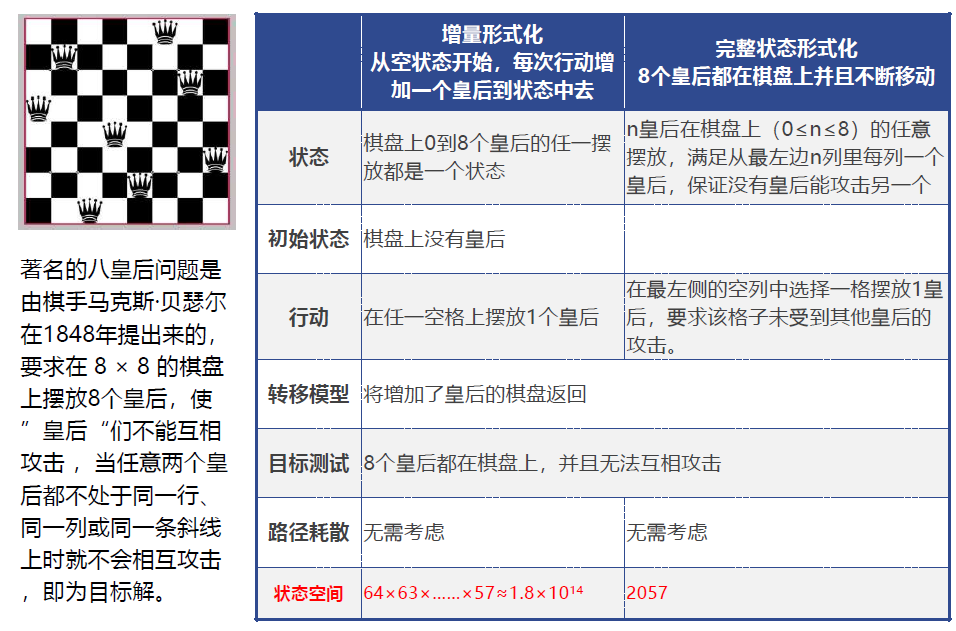 著名的八皇后问题是
由棋手马克斯·贝瑟尔
在1848年提出来的，
要求在 8 × 8 的棋盘
上摆放8个皇后，使
”皇后“们不能互相
攻击 ，当任意两个皇
后都不处于同一行、
同一列或同一条斜线
上时就不会相互攻击
，即为目标解。
增量形式化
从空状态开始，每次行动增
加一个皇后到状态中去
完整状态形式化
8个皇后都在棋盘上并且不断移动
状态
棋盘上0到8个皇后的任一摆
放都是一个状态
n皇后在棋盘上（0≤n≤8）的任意
摆放，满足从最左边n列里每列一个
皇后，保证没有皇后能攻击另一个
初始状态
棋盘上没有皇后
行动
在任一空格上摆放1个皇后
在最左侧的空列中选择一格摆放1皇
后，要求该格子未受到其他皇后的
攻击。
转移模型
将增加了皇后的棋盘返回
目标测试
8个皇后都在棋盘上，并且无法互相攻击
路径耗散
无需考虑
无需考虑
状态空间
64×63×……×57≈1.8×10¹⁴
2057